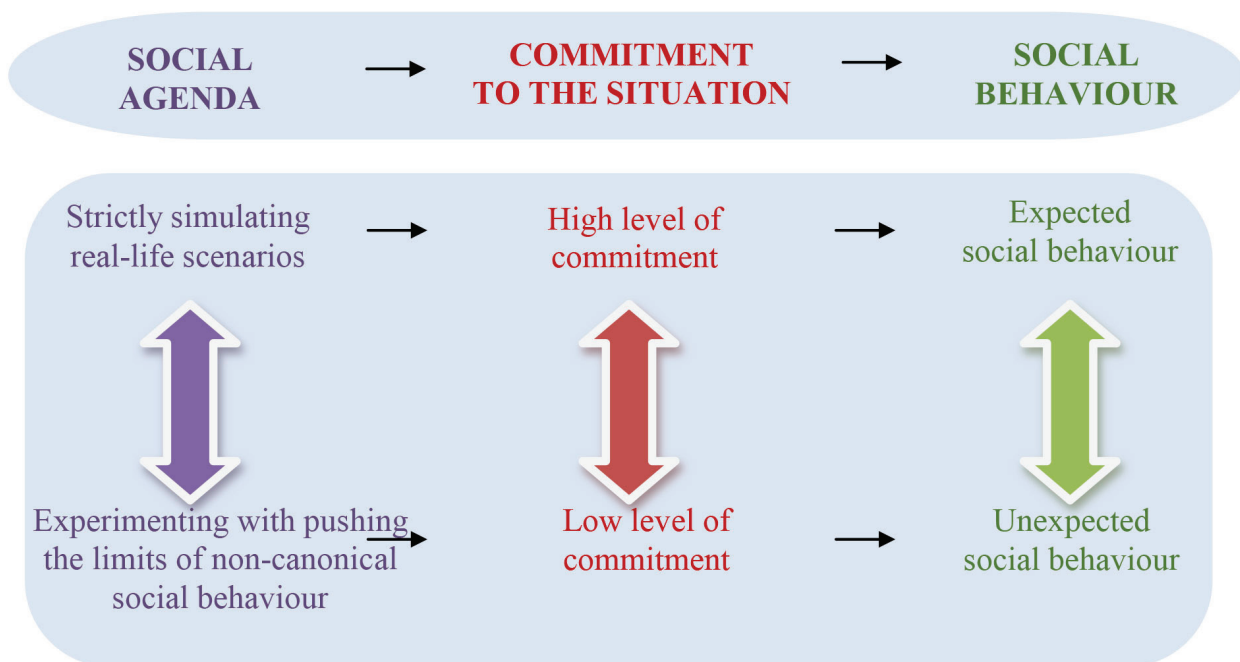 SOCIAL
AGENDA
COMMITMENT
TO THE SITUATION
SOCIAL
BEHAVIOUR
Strictly simulating
real-life scenarios
High level of
commitment
Expected
social behaviour
Experimenting with pushing
the limits of non-canonical
social behaviour
Low level of
commitment
Unexpected
social behaviour